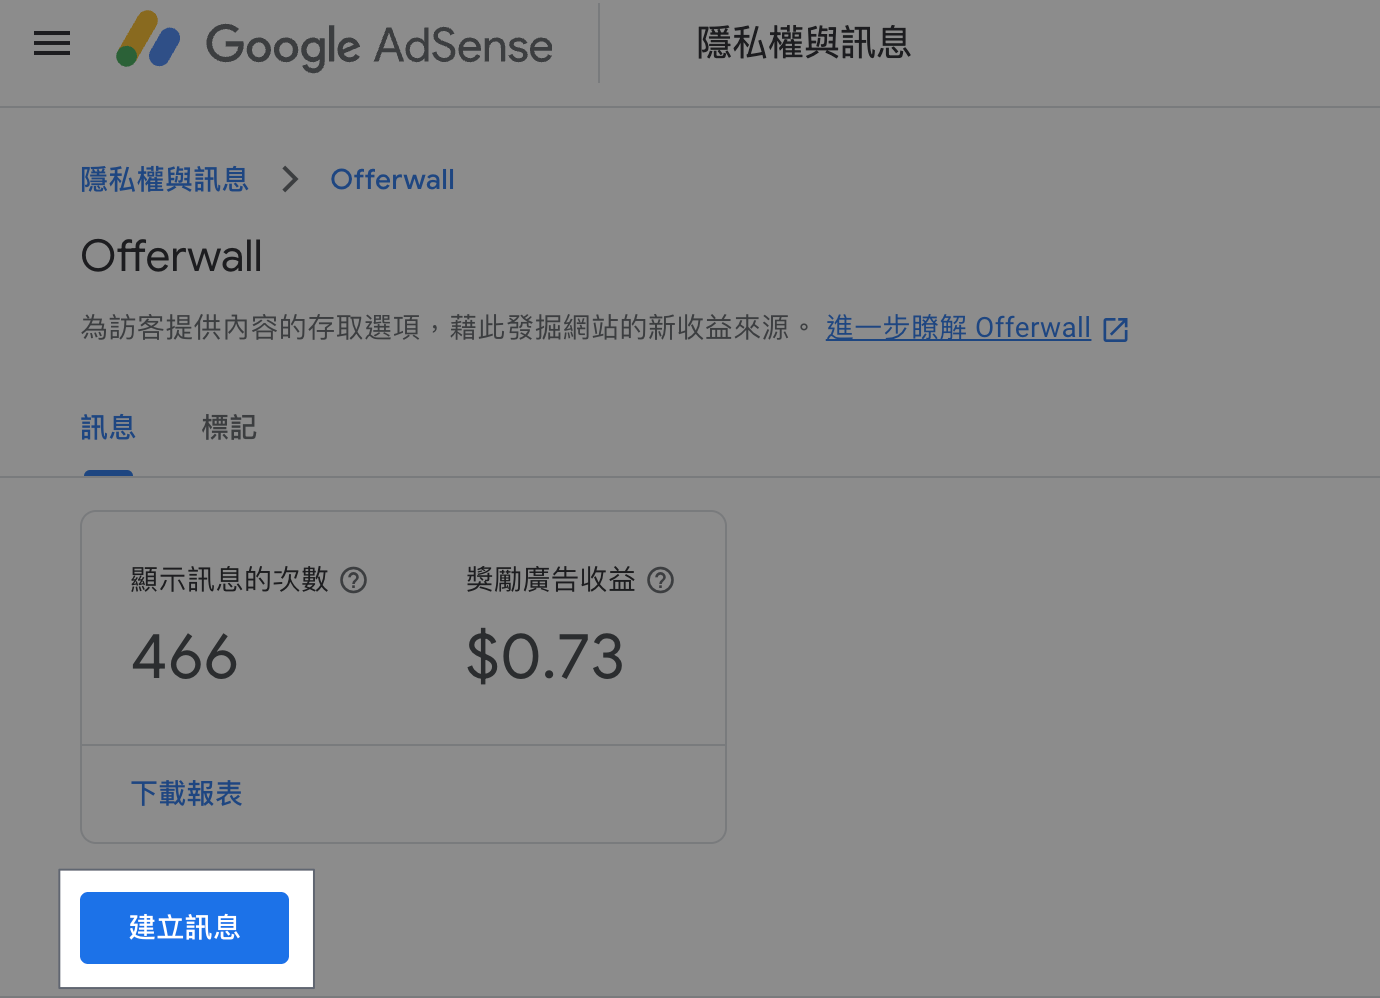 Google AdSense 隱私權與訊息
隱私權與訊息 Offerwall
Offerwall
為訪客提供內容的存取選項，藉此發掘網站的新收益來源。 進一步瞭解 Offerwall
訊息 標記
顯示訊息的次數 獎勵廣告收益
466 $0.73
下載報表
建立訊息